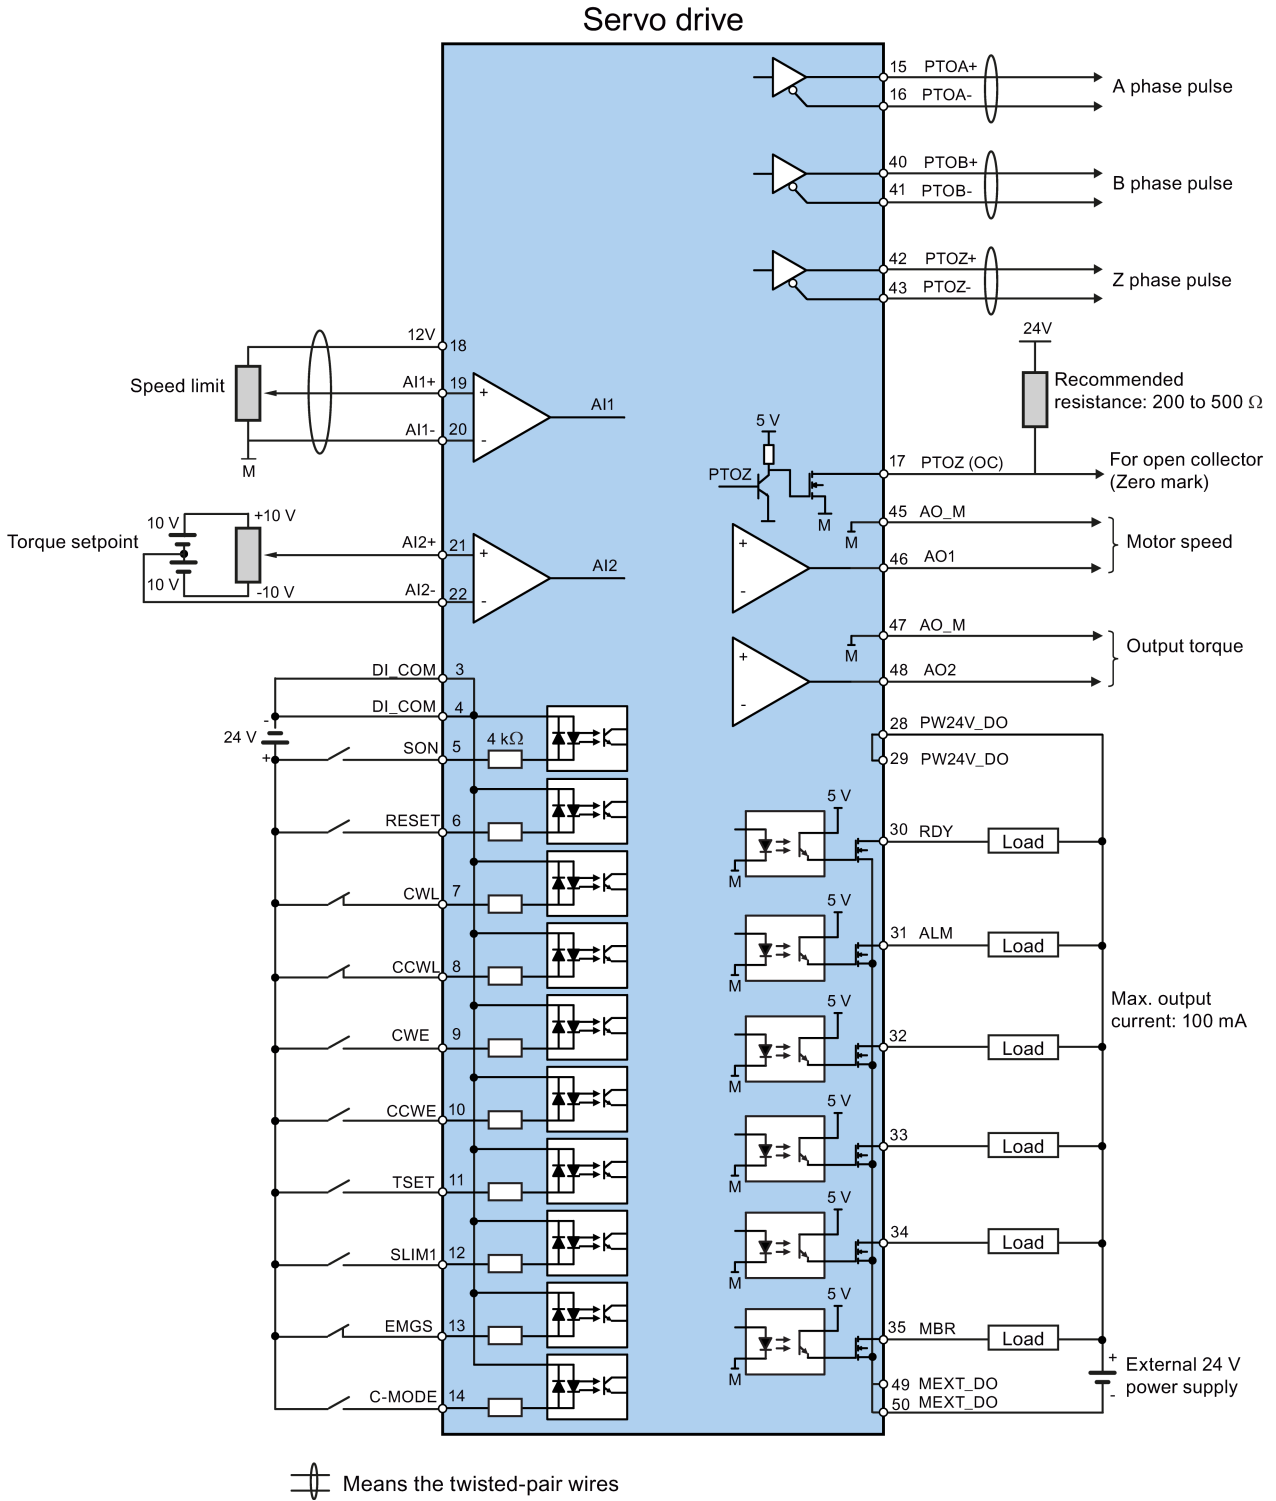 Servo drive
15 PTOA+
16 PTOA-
A phase pulse
40 PTOB+
41 PTOB-
B phase pulse
42 PTOZ+
43 PTOZ-
Z phase pulse
12V 18
AI1+ 19 +
AI1- 20 -
Speed limit
M
AI1
24V
Recommended
resistance: 200 to 500 Ω
5 V
PTOZ
M
17 PTOZ (OC)
For open collector
(Zero mark)
10 V
+10 V
Torque setpoint
10 V
-10 V
AI2+ 21 +
AI2- 22 -
AI2
M
45 AO_M
+
-
46 AO1
Motor speed
M
47 AO_M
+
-
48 AO2
Output torque
DI_COM 3
DI_COM 4
-
24 V
+
SON 5
4 kΩ
RESET 6
CWL 7
CCWL 8
CWE 9
CCWE 10
TSET 11
SLIM1 12
EMGS 13
C-MODE 14
28 PW24V_DO
29 PW24V_DO
5 V
M
30 RDY
Load
5 V
M
31 ALM
Load
Max. output
current: 100 mA
5 V
M
32
Load
5 V
M
33
Load
5 V
M
34
Load
5 V
M
35 MBR
Load
+
External 24 V
power supply
-
49 MEXT_DO
50 MEXT_DO
Means the twisted-pair wires